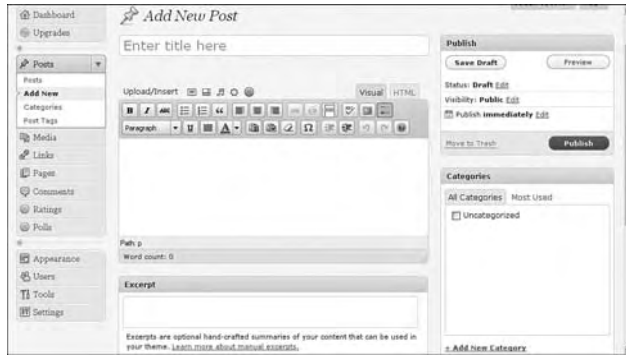 Dashboard
Upgrades
Posts
Posts
Add New
Categories
Post Tags
Media
Links
Pages
Comments
Ratings
Polls
Appearance
Users
Tools
Settings
Add New Post
Enter title here
Upload/Insert
Visual HTML
B I ABC
Paragraph U A Ω
Path: p
Word count: 0
Excerpt
Excerpts are optional hand-crafted summaries of your content that can be used in
your theme. Learn more about manual excerpts.
Publish
Save Draft Preview
Status: Draft Edit
Visibility: Public Edit
Publish immediately Edit
Move to Trash Publish
Categories
All Categories Most Used
Uncategorized
+ Add New Category